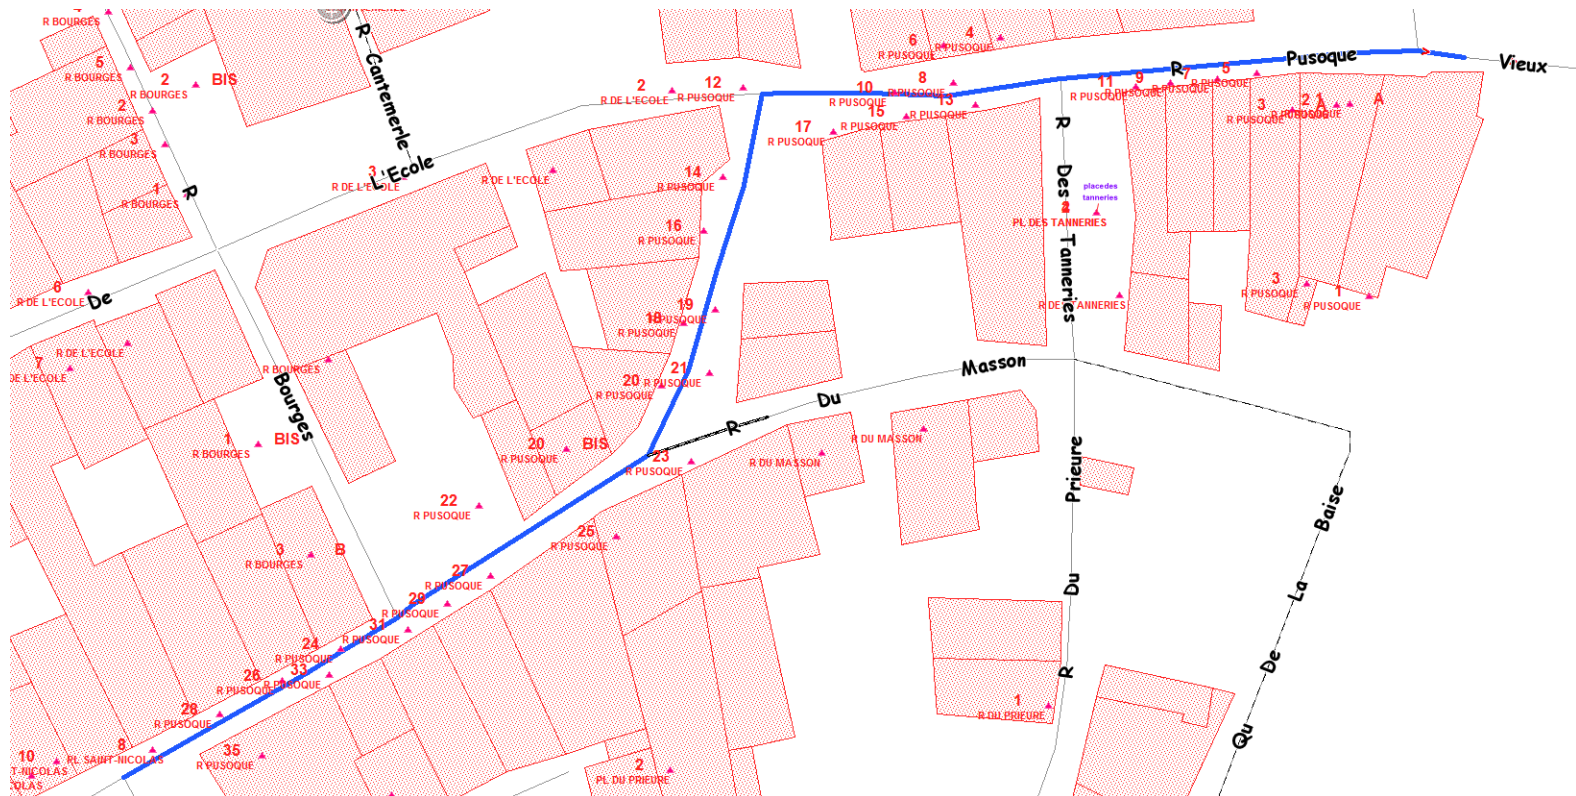 R BOURGES
5
R BOURGES
2
BIS
R BOURGES
2
R BOURGES
3
R BOURGES
1
R BOURGES
R
R Cantemerle
3
R DE L'ECOLE
L'Ecole
R DE L'ECOLE
2
R DE L'ECOLE
12
R PUSOQUE
6
R PUSOQUE
4
R PUSOQUE
8
R PUSOQUE
10
R PUSOQUE
13
R PUSOQUE
15
R PUSOQUE
17
R PUSOQUE
11
R PUSOQUE
9
R PUSOQUE
7
R PUSOQUE
5
R PUSOQUE
R
Pusoque
Vieux
3
R PUSOQUE
2
1
A
A
14
R PUSOQUE
16
R PUSOQUE
19
R PUSOQUE
18
R PUSOQUE
21
R PUSOQUE
20
R PUSOQUE
R Des Tanneries
place des
tanneries
PL DES TANNERIES
R DES TANNERIES
3
R PUSOQUE
1
R PUSOQUE
6
R DE L'ECOLE
De
R DE L'ECOLE
7
DE L'ECOLE
R BOURGES
Bourges
1
BIS
R BOURGES
20
BIS
R PUSOQUE
R Du Masson
23
R PUSOQUE
R DU MASSON
R DU MASSON
22
R PUSOQUE
25
R PUSOQUE
3
B
R BOURGES
27
R PUSOQUE
29
R PUSOQUE
31
R PUSOQUE
24
R PUSOQUE
33
R PUSOQUE
26
R PUSOQUE
28
R PUSOQUE
8
PL SAINT-NICOLAS
10
T-NICOLAS
COLAS
35
R PUSOQUE
2
PL DU PRIEURE
1
R DU PRIEURE
R Du Prieure
Qu De La Baise